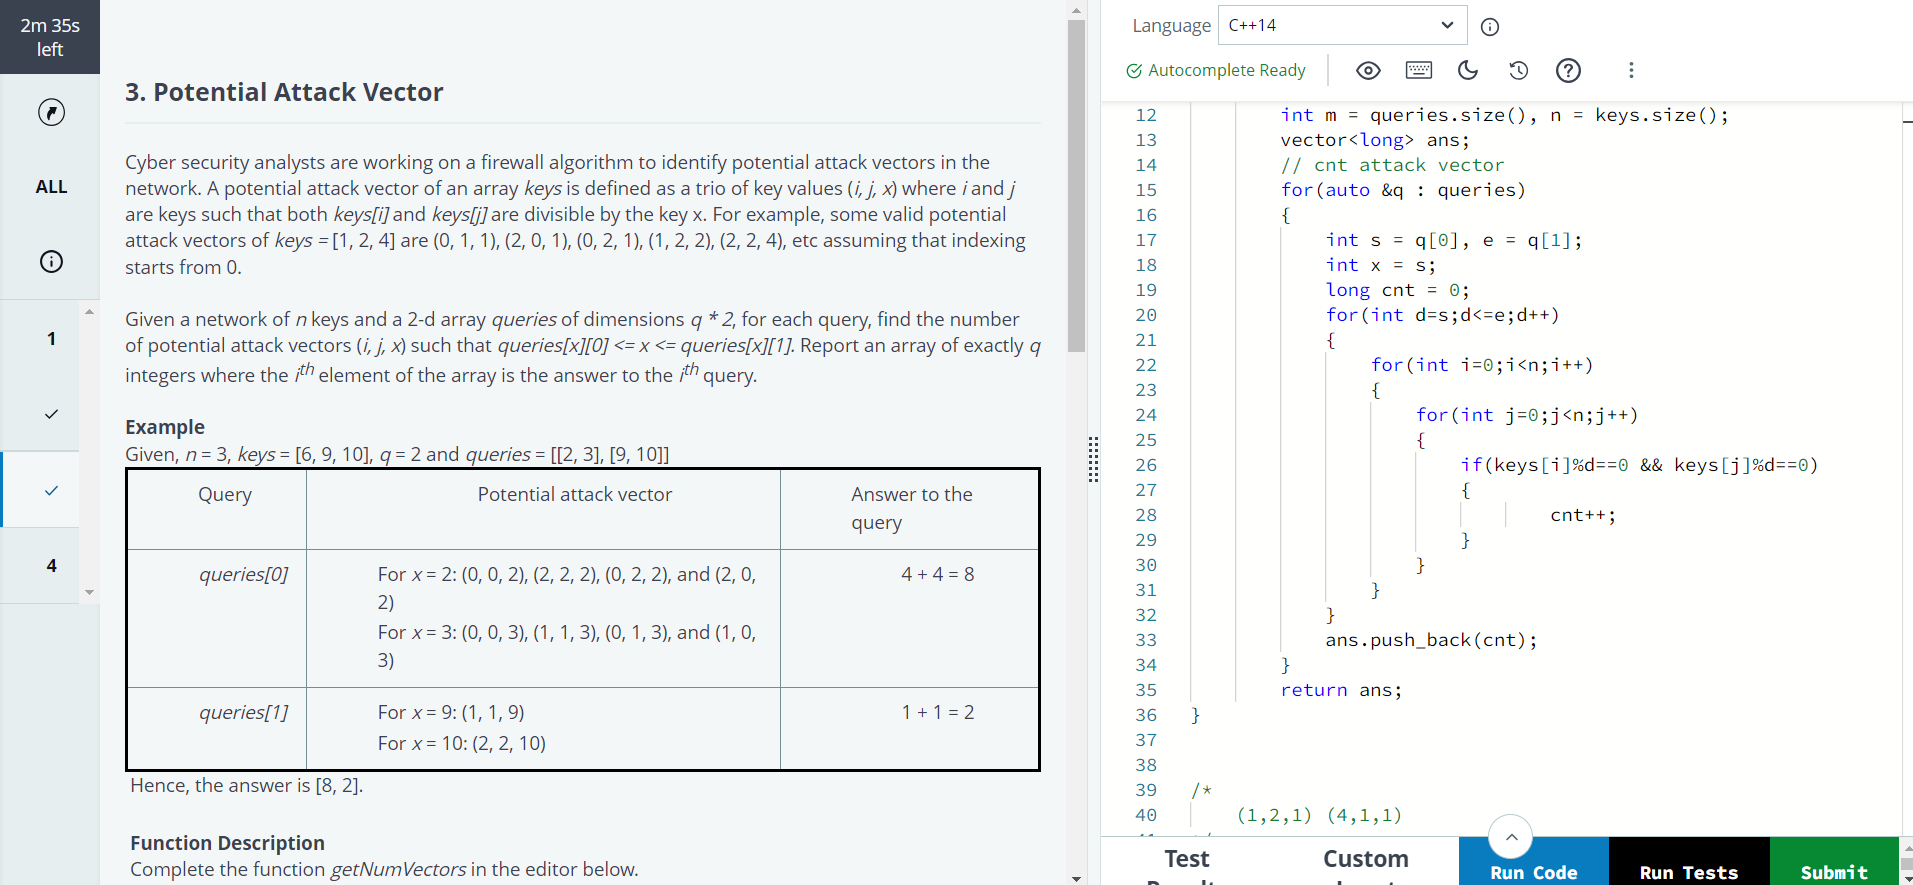 2m 35s
left
ALL
1
4
3. Potential Attack Vector
Cyber security analysts are working on a firewall algorithm to identify potential attack vectors in the
network. A potential attack vector of an array keys is defined as a trio of key values (i, j, x) where i and j
are keys such that both keys[i] and keys[j] are divisible by the key x. For example, some valid potential
attack vectors of keys = [1, 2, 4] are (0, 1, 1), (2, 0, 1), (0, 2, 1), (1, 2, 2), (2, 2, 4), etc assuming that indexing
starts from 0.
Given a network of n keys and a 2-d array queries of dimensions q * 2, for each query, find the number
of potential attack vectors (i, j, x) such that queries[x][0] <= x <= queries[x][1]. Report an array of exactly q
integers where the ith element of the array is the answer to the ith query.
Example
Given, n = 3, keys = [6, 9, 10], q = 2 and queries = [[2, 3], [9, 10]]
Query Potential attack vector Answer to the
query
queries[0] For x = 2: (0, 0, 2), (2, 2, 2), (0, 2, 2), and (2, 0, 4 + 4 = 8
2)
For x = 3: (0, 0, 3), (1, 1, 3), (0, 1, 3), and (1, 0,
3)
queries[1] For x = 9: (1, 1, 9) 1 + 1 = 2
For x = 10: (2, 2, 10)
Hence, the answer is [8, 2].
Function Description
Complete the function getNumVectors in the editor below.
Language C++14
Autocomplete Ready
12 int m = queries.size(), n = keys.size();
13 vector<long> ans;
14 // cnt attack vector
15 for(auto &q : queries)
16 {
17 int s = q[0], e = q[1];
18 int x = s;
19 long cnt = 0;
20 for(int d=s;d<=e;d++)
21 {
22 for(int i=0;i<n;i++)
23 {
24 for(int j=0;j<n;j++)
25 {
26 if(keys[i]%d==0 && keys[j]%d==0)
27 {
28 cnt++;
29 }
30 }
31 }
32 }
33 ans.push_back(cnt);
34 }
35 return ans;
36 }
37
38
39 /*
40 (1,2,1) (4,1,1)
Test Custom
Run Code Run Tests Submit